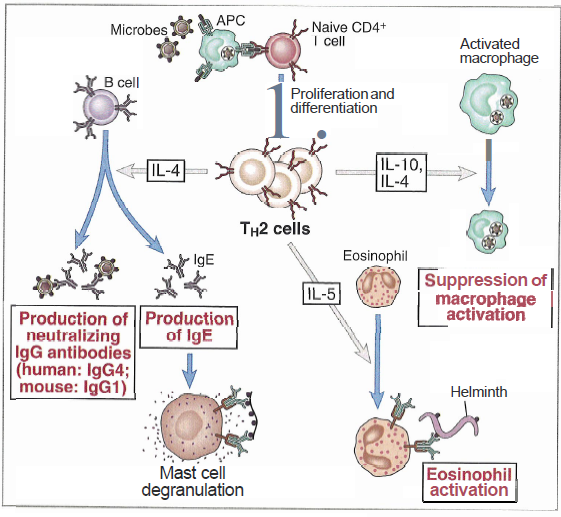 Microbes
APC
Naive CD4+
I cell
Activated
macrophage
B cell
Proliferation and
differentiation
IL-4
IL-10,
IL-4
TH2 cells
IgE
Eosinophil
IL-5
Suppression of
macrophage
activation
Production of
neutralizing
IgG antibodies
(human: IgG4;
mouse: IgG1)
Production
of IgE
Helminth
Mast cell
degranulation
Eosinophil
activation